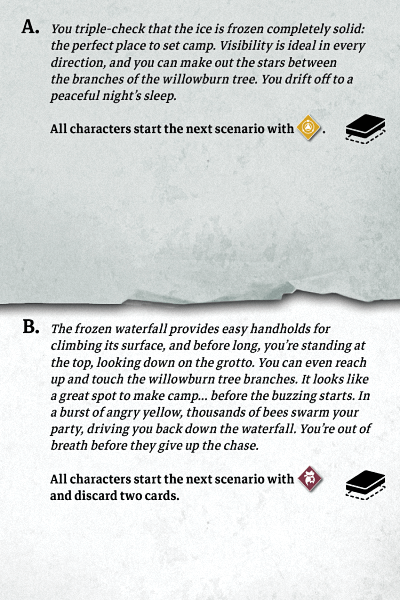 A. You triple-check that the ice is frozen completely solid:
the perfect place to set camp. Visibility is ideal in every
direction, and you can make out the stars between
the branches of the willowburn tree. You drift off to a
peaceful night's sleep.
All characters start the next scenario with .
B. The frozen waterfall provides easy handholds for
climbing its surface, and before long, you're standing at
the top, looking down on the grotto. You can even reach
up and touch the willowburn tree branches. It looks like
a great spot to make camp... before the buzzing starts. In
a burst of angry yellow, thousands of bees swarm your
party, driving you back down the waterfall. You're out of
breath before they give up the chase.
All characters start the next scenario with
and discard two cards.